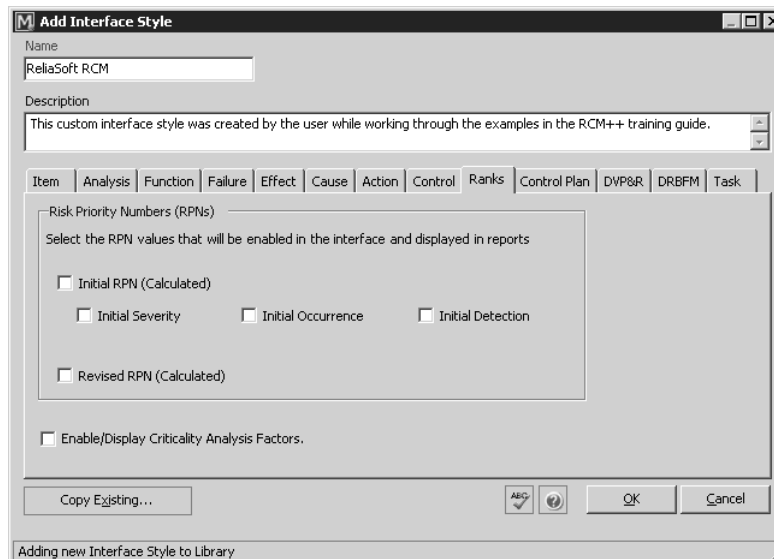 M Add Interface Style
Name
ReliaSoft RCM
Description
This custom interface style was created by the user while working through the examples in the RCM++ training guide.
Item Analysis Function Failure Effect Cause Action Control Ranks Control Plan DVP&R DRBFM Task
Risk Priority Numbers (RPNs)
Select the RPN values that will be enabled in the interface and displayed in reports
Initial RPN (Calculated)
Initial Severity Initial Occurrence Initial Detection
Revised RPN (Calculated)
Enable/Display Criticality Analysis Factors.
Copy Existing... ABC ? OK Cancel
Adding new Interface Style to Library